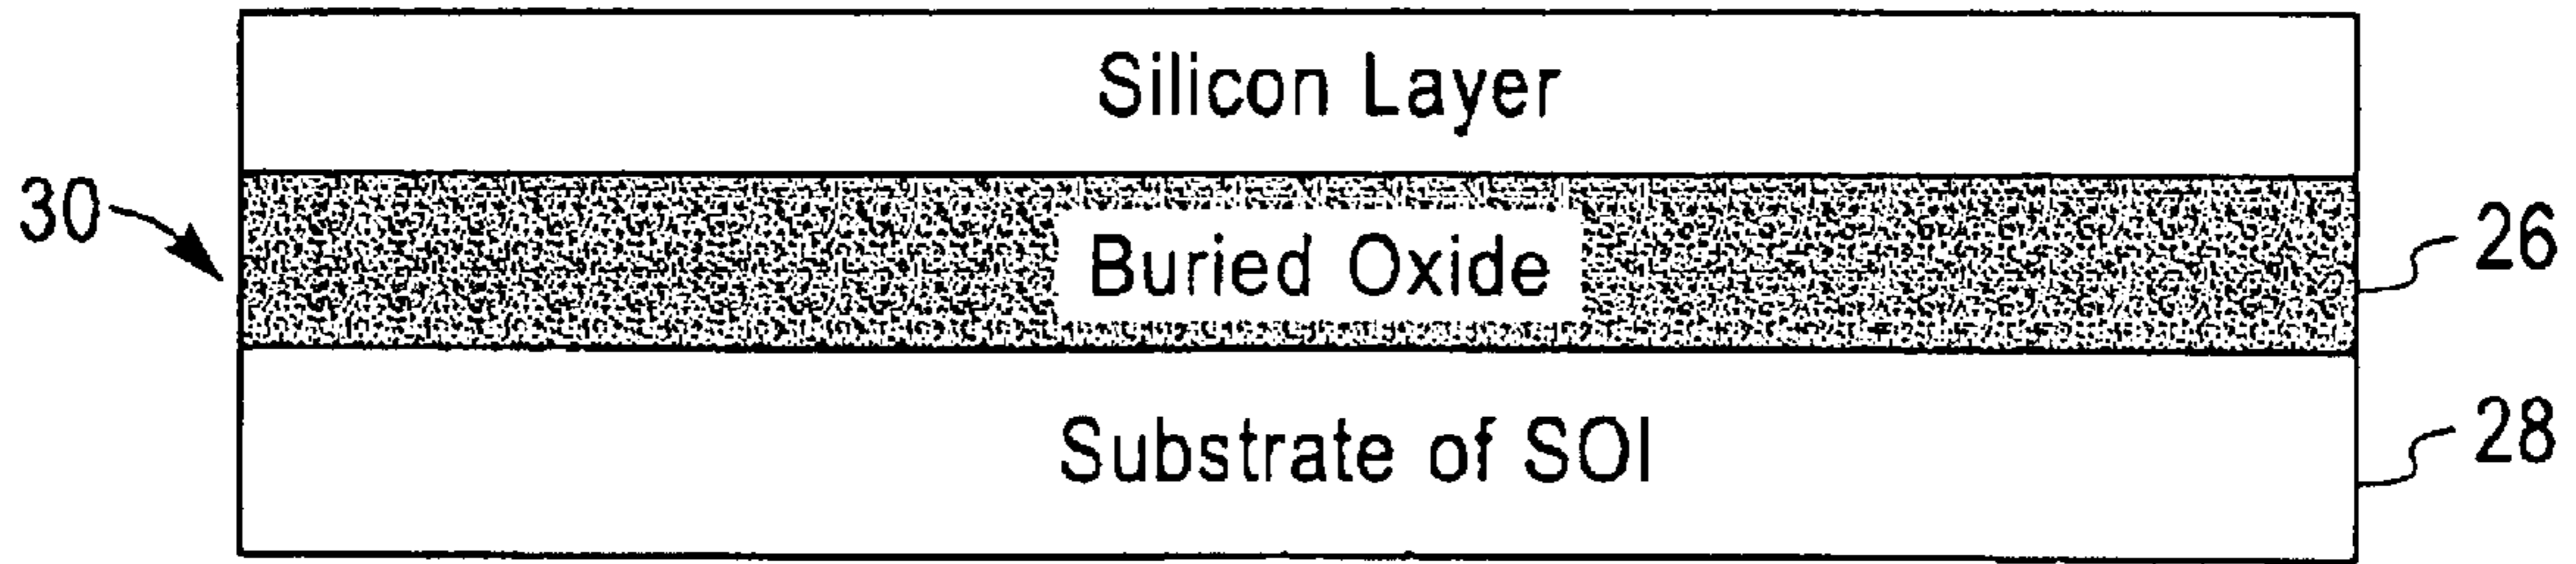 Silicon Layer
30
Buried Oxide
26
Substrate of SOI
28